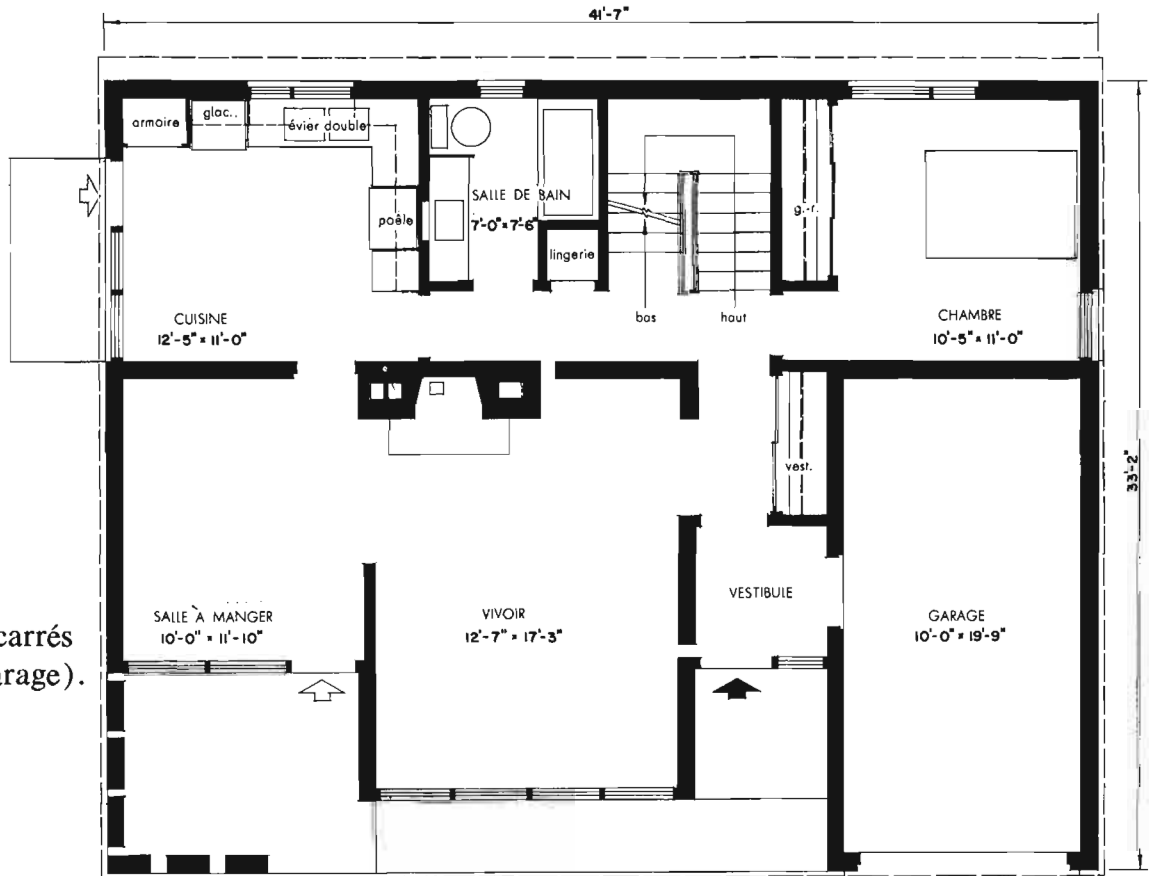 41'-7"
armoire
glac..
évier double
poêle
SALLE DE BAIN
7'-0" x 7'-6"
lingerie
g.-r.
bas
haut
CUISINE
12'-5" x 11'-0"
CHAMBRE
10'-5" x 11'-0"
vest.
33'-2"
VESTIBULE
SALLE À MANGER
10'-0" x 11'-10"
VIVOIR
12'-7" x 17'-3"
GARAGE
10'-0" x 19'-9"
carrés
arage).